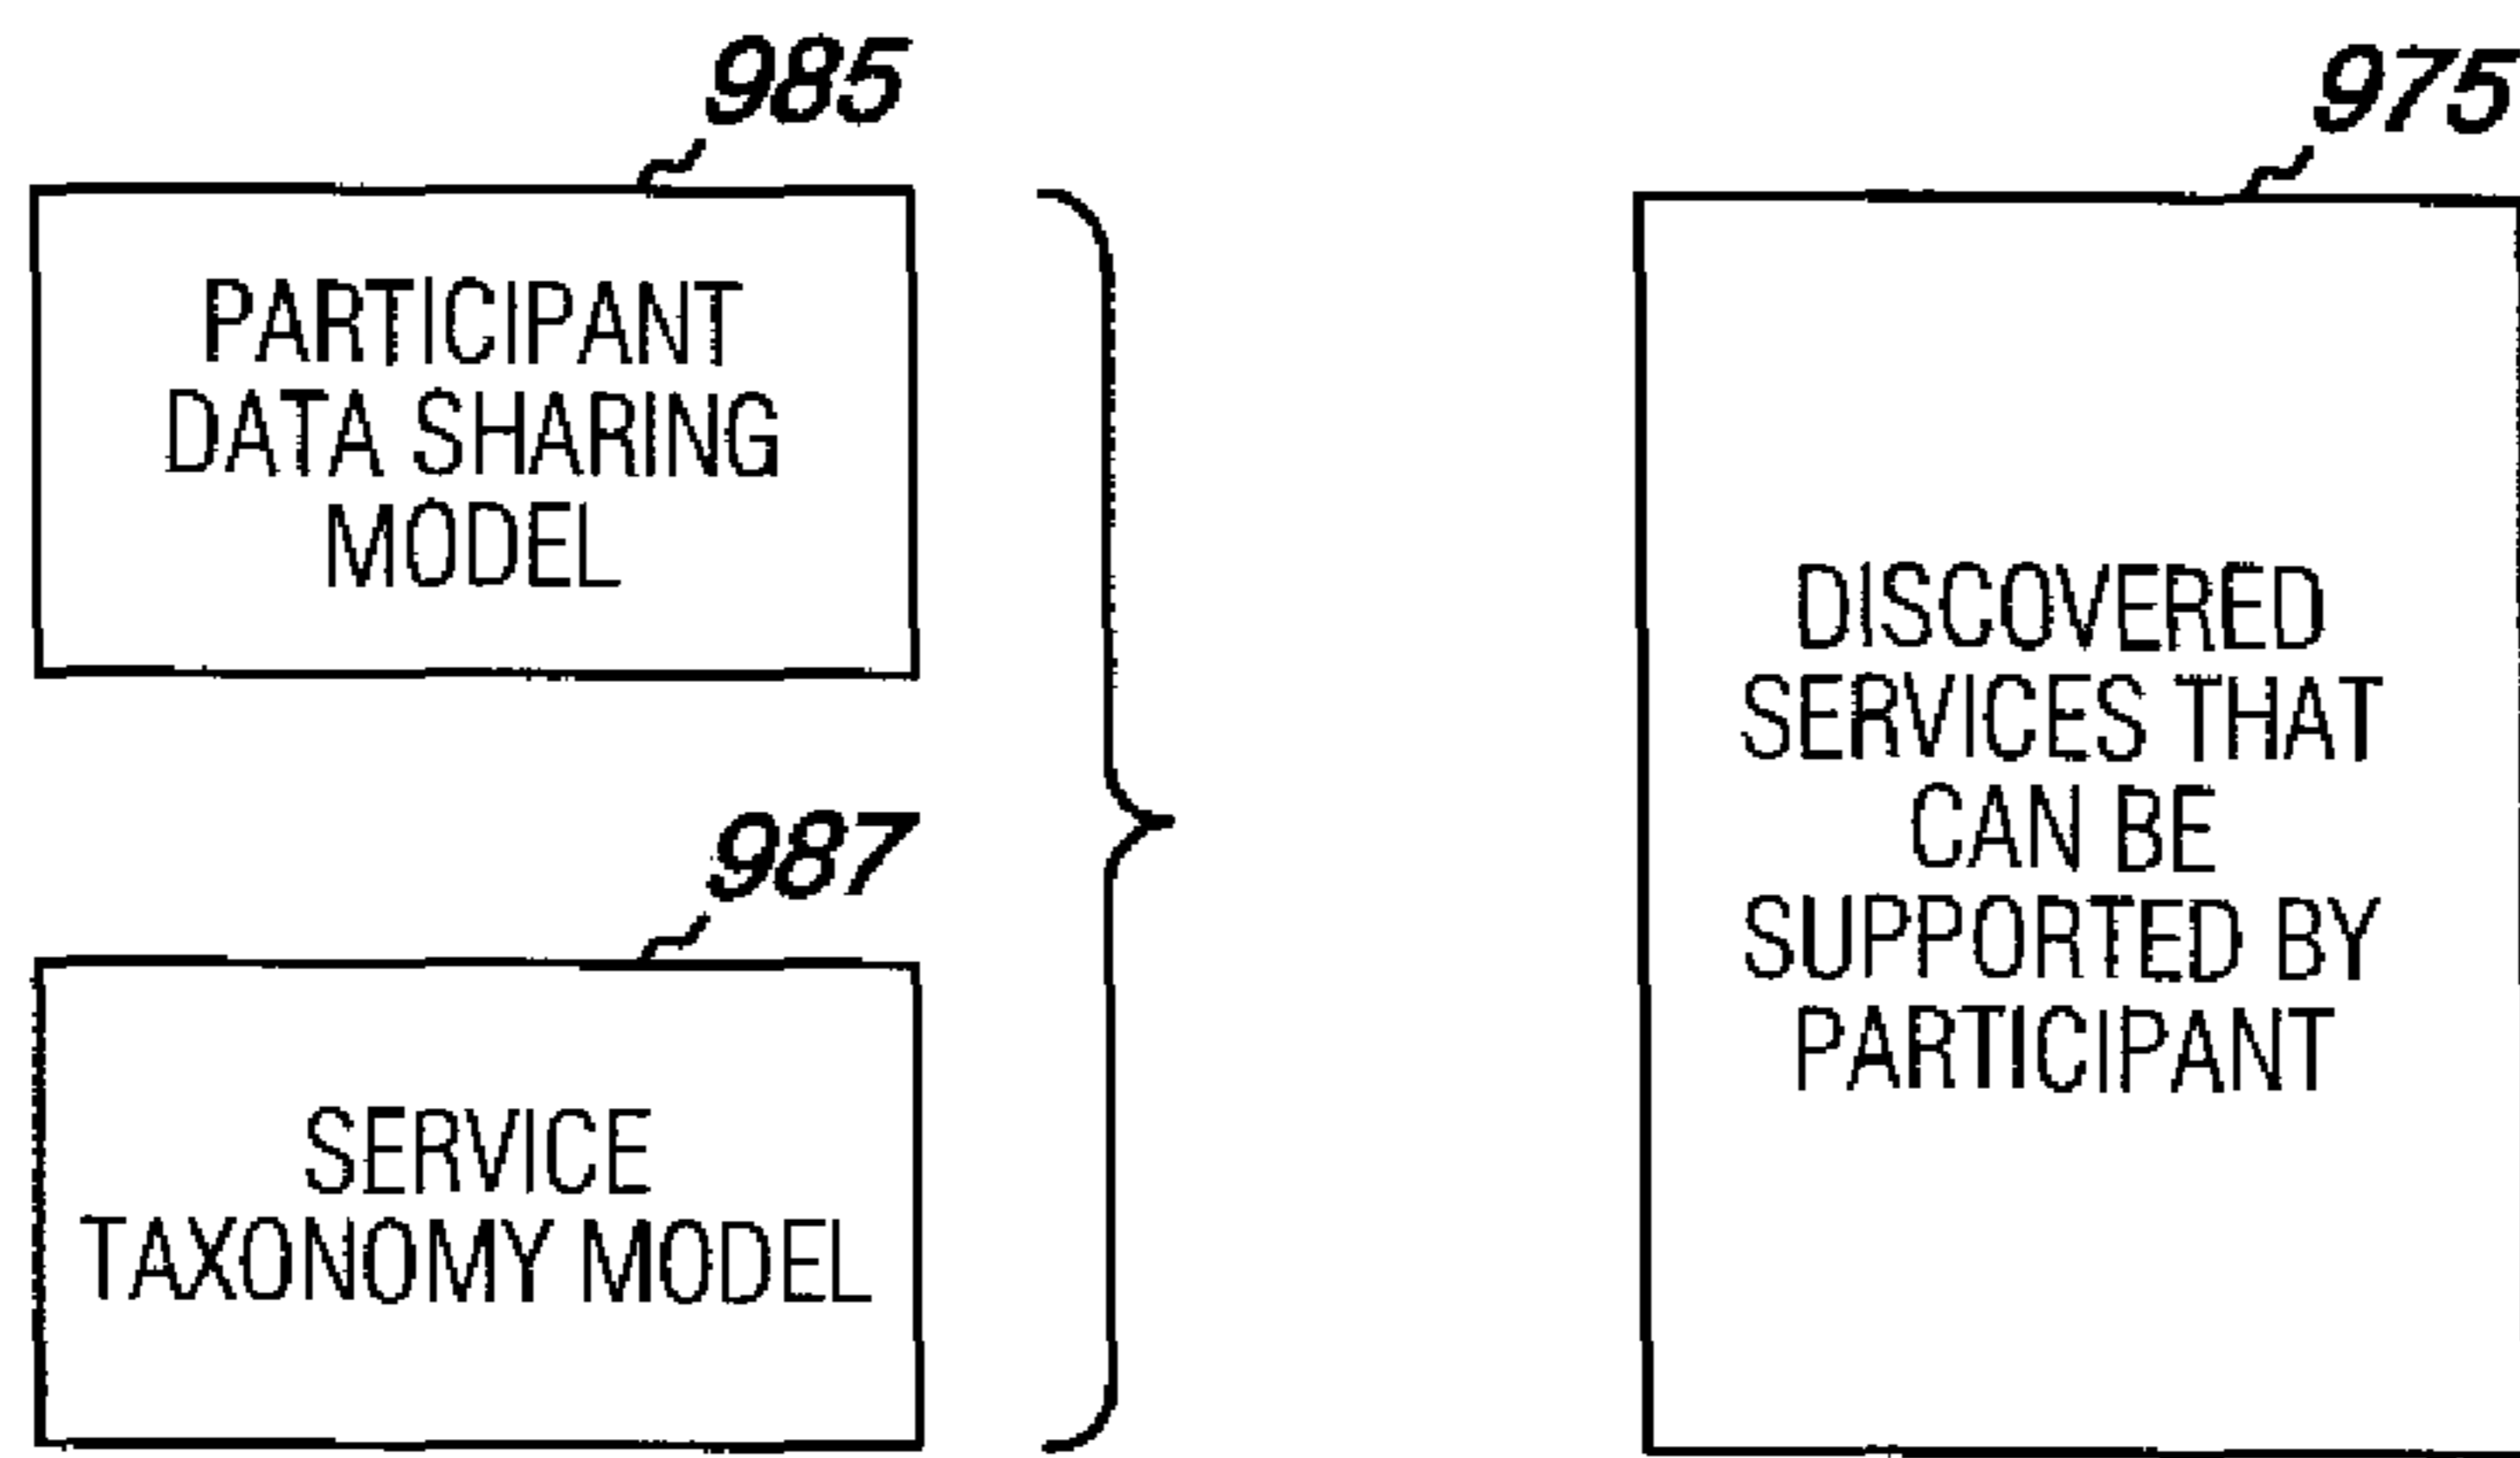 985
PARTICIPANT
DATA SHARING
MODEL
987
SERVICE
TAXONOMY MODEL
975
DISCOVERED
SERVICES THAT
CAN BE
SUPPORTED BY
PARTICIPANT